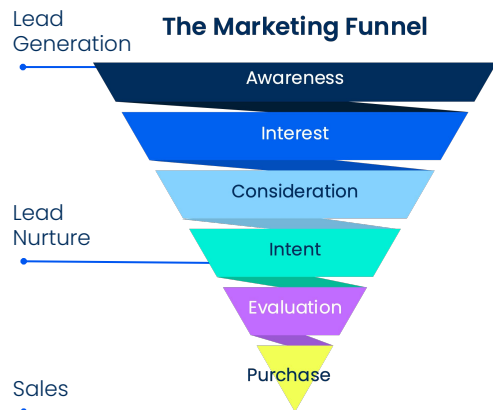 The Marketing Funnel
Lead
Generation
Awareness
Interest
Consideration
Lead
Nurture
Intent
Evaluation
Purchase
Sales